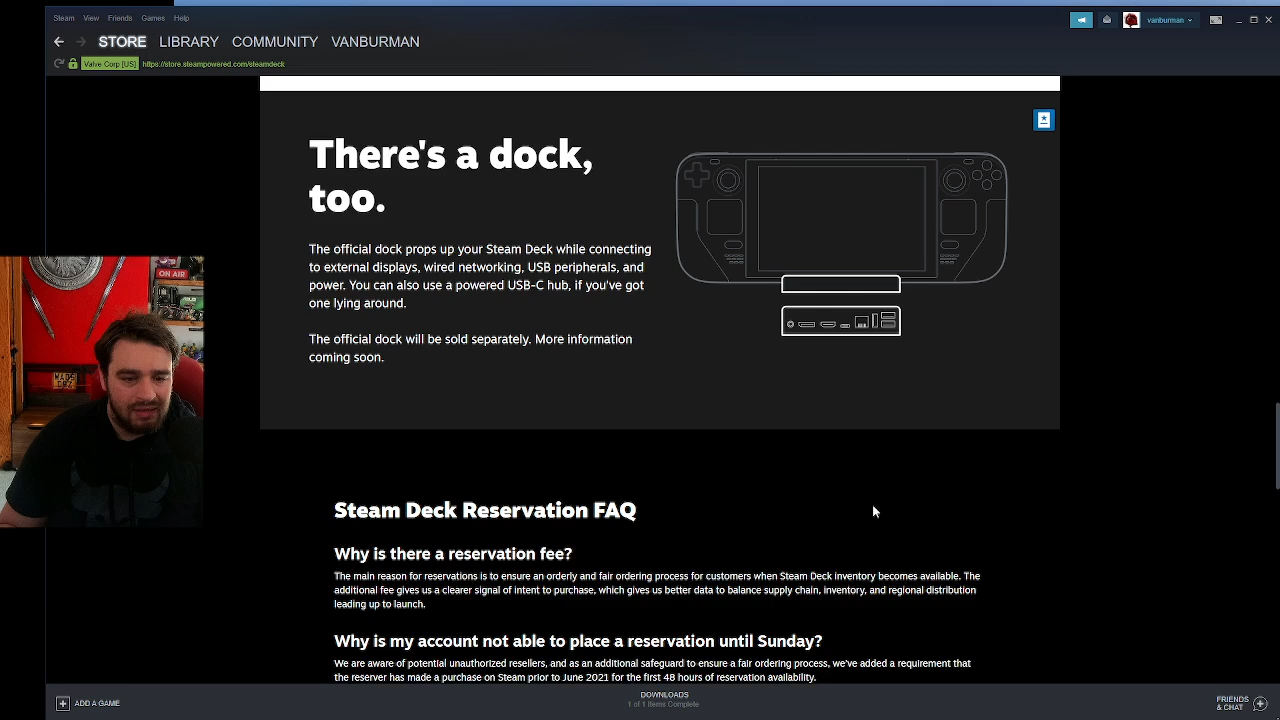 Steam View Friends Games Help
vanburman
STORE LIBRARY COMMUNITY VANBURMAN
Valve Corp [US] https://store.steampowered.com/steamdeck
There's a dock,
too.
The official dock props up your Steam Deck while connecting
to external displays, wired networking, USB peripherals, and
power. You can also use a powered USB-C hub, if you've got
one lying around.
The official dock will be sold separately. More information
coming soon.
ON AIR
Steam Deck Reservation FAQ
Why is there a reservation fee?
The main reason for reservations is to ensure an orderly and fair ordering process for customers when Steam Deck inventory becomes available. The
additional fee gives us a clearer signal of intent to purchase, which gives us better data to balance supply chain, inventory, and regional distribution
leading up to launch.
Why is my account not able to place a reservation until Sunday?
We are aware of potential unauthorized resellers, and as an additional safeguard to ensure a fair ordering process, we've added a requirement that
the reserver has made a purchase on Steam prior to June 2021 for the first 48 hours of reservation availability.
ADD A GAME
DOWNLOADS
1 of 1 Items Complete
FRIENDS
& CHAT